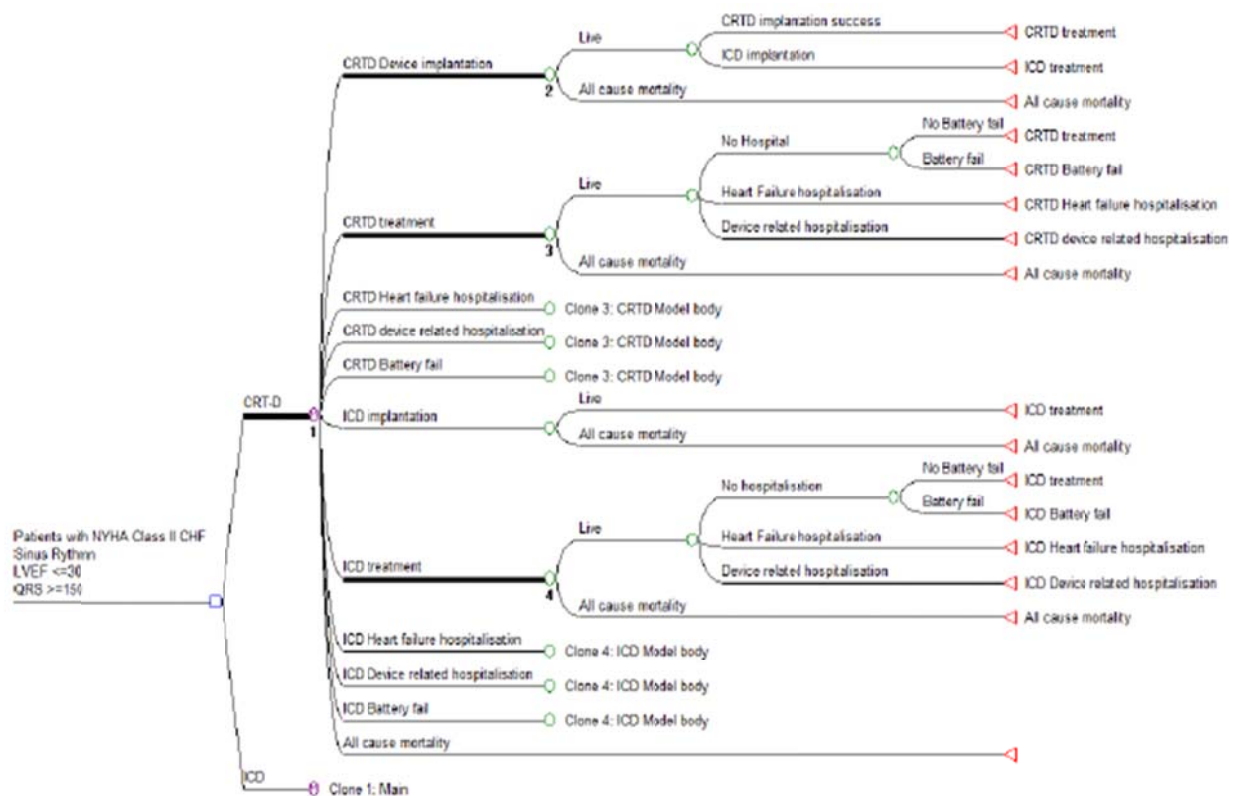 CRTD implanation success
Live
CRTD treatment
ICD implantation
CRTD Device implantation
ICD treatment
2
All cause mortality
All cause mortality
No Battery fail
CRTD treatment
No Hospital
Battery fail
CRTD Battery fail
Live
Heart Failure hospitalisation
CRTD Heart failure hospitalisation
CRTD treatment
Device relatel hospitalisation
CRTD device related hospitalisation
3
All cause mortality
All cause mortality
CRTD Heart failure hospitalisation
Clone 3: CRTD Model body
CRTD device related hospitalisation
Clone 3: CRTD Model body
CRTD Battery fail
Clone 3: CRTD Model body
CRT-D
Live
ICD implantation
ICD treatment
1
All cause mortality
All cause mortality
No Battery fail
ICD treatment
No hospitalisition
Battery fail
ICD Battery fail
Patients with NYHA Class II CHF
Sinus Rythm
LVEF <=30
QRS >=150
Live
Heart Failure hospitalisation
ICD Heart failure hospitalisation
ICD treatment
Device relatel hospitalisation
ICD Device related hospitalisation
4
All cause mortality
All cause mortality
ICD Heart failure hospitalisation
Clone 4: ICD Model body
ICD Device related hospitalisation
Clone 4: ICD Model body
ICD Battery fail
Clone 4: ICD Model body
All cause mortality
ICD
Clone 1: Main